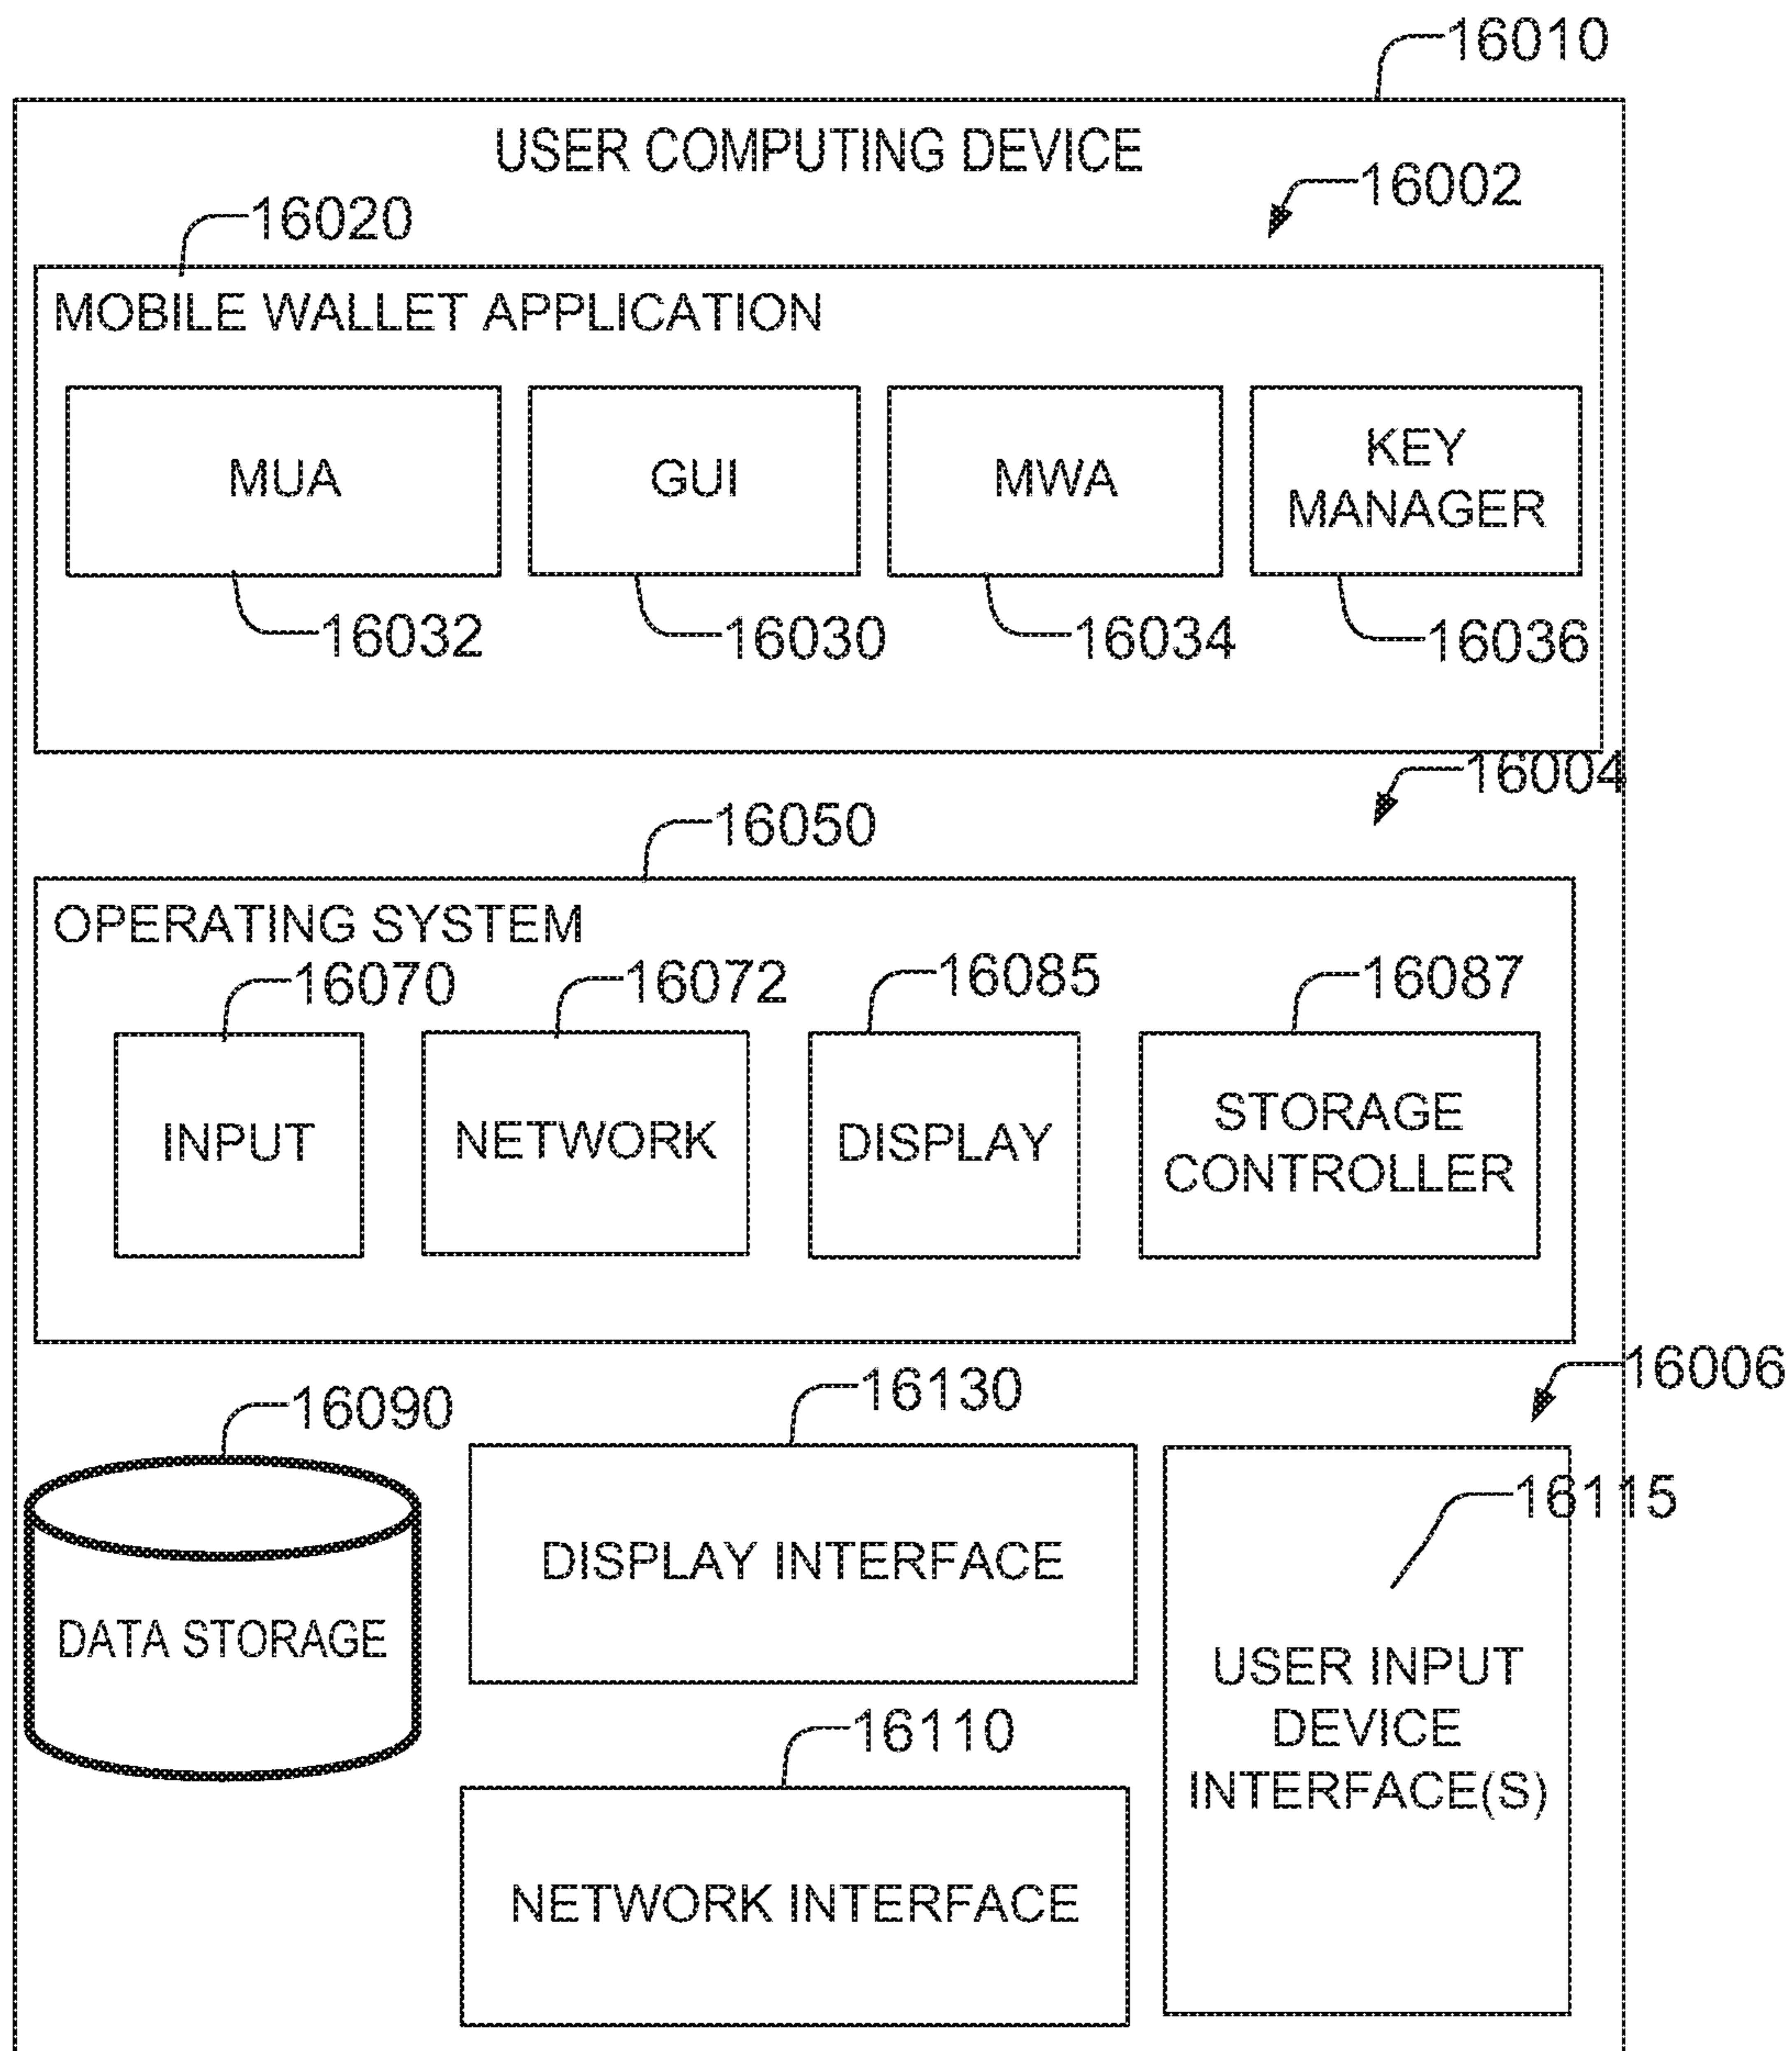 16010
USER COMPUTING DEVICE
16002
16020
MOBILE WALLET APPLICATION
MUA
GUI
MWA
KEY
MANAGER
16032
16030
16034
16036
16004
16050
OPERATING SYSTEM
16070
16072
16085
16087
INPUT
NETWORK
DISPLAY
STORAGE
CONTROLLER
16006
16090
16130
16115
DATA STORAGE
DISPLAY INTERFACE
USER INPUT
DEVICE
INTERFACE(S)
16110
NETWORK INTERFACE